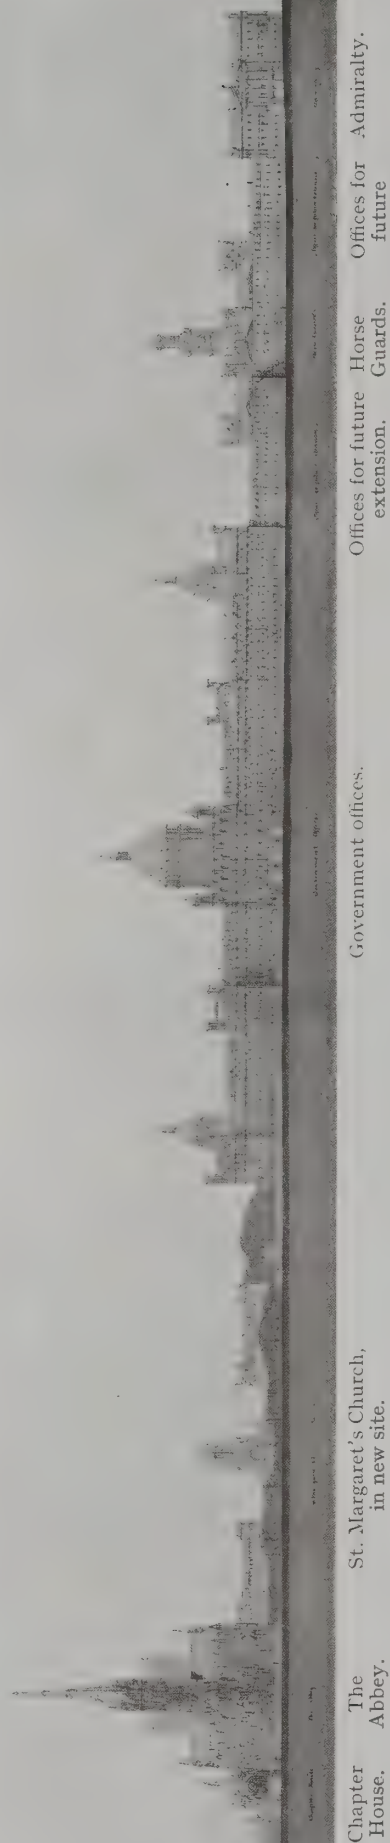 Chapter House.
The Abbey.
St. Margaret's Church, in new site.
Government offices.
Offices for future extension.
Horse Guards.
Offices for future
Admiralty.